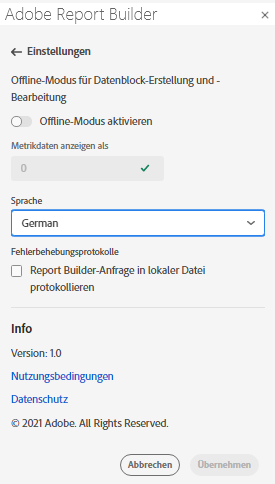 Adobe Report Builder
Einstellungen
Offline-Modus für Datenblock-Erstellung und -
Bearbeitung
Offline-Modus aktivieren
Metrikdaten anzeigen als
0
Sprache
German
Fehlerbehebungsprotokolle
Report Builder-Anfrage in lokaler Datei
protokollieren
Info
Version: 1.0
Nutzungsbedingungen
Datenschutz
© 2021 Adobe. All Rights Reserved.
Abbrechen Übernehmen